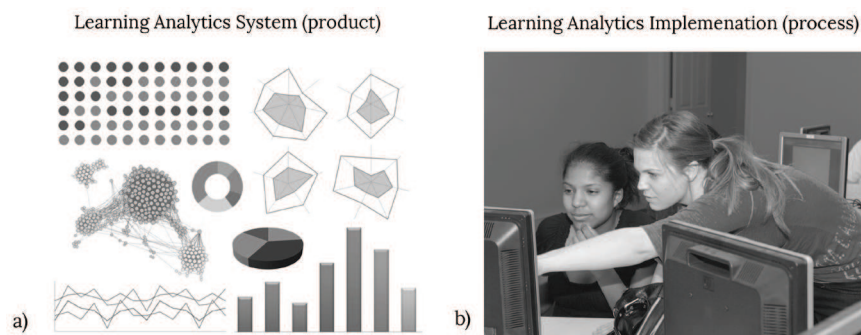 Learning Analytics System (product)
Learning Analytics Implemenation (process)
a)
b)